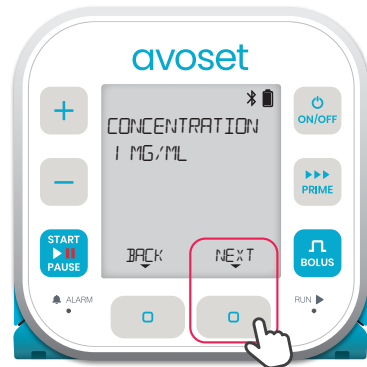 avoset
CONCENTRATION
1 MG/ML
BACK
NEXT
ON/OFF
PRIME
START
PAUSE
BOLUS
ALARM
RUN